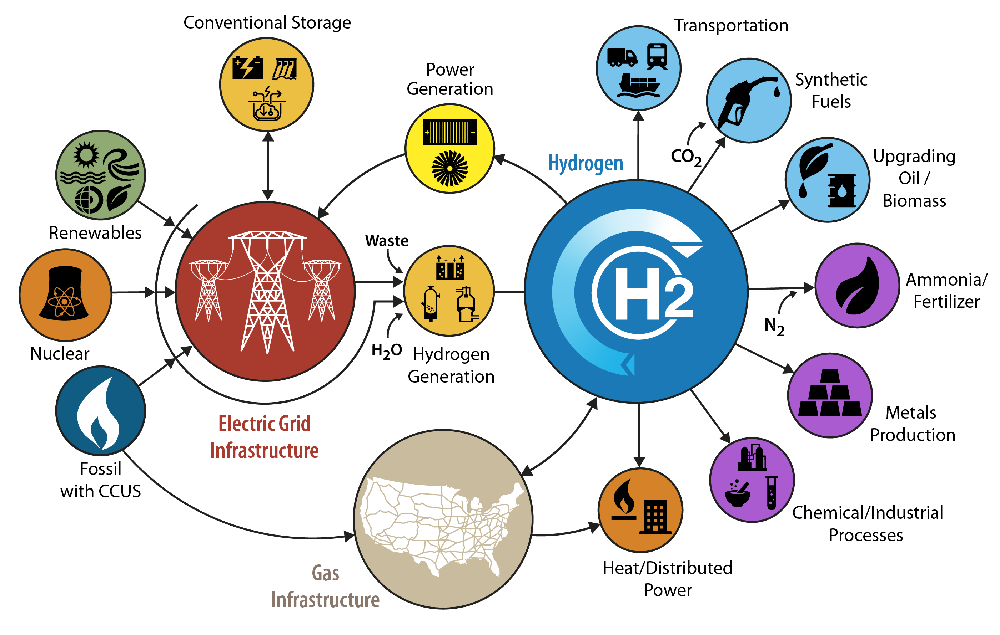 Conventional Storage
Transportation
Power
Generation
Synthetic
Fuels
Hydrogen
CO2
Upgrading
Oil /
Biomass
Renewables
Waste
H2
Ammonia/
Fertilizer
N2
Nuclear
H2O
Hydrogen
Generation
Electric Grid
Infrastructure
Metals
Production
Fossil
with CCUS
Chemical/Industrial
Processes
Gas
Infrastructure
Heat/Distributed
Power